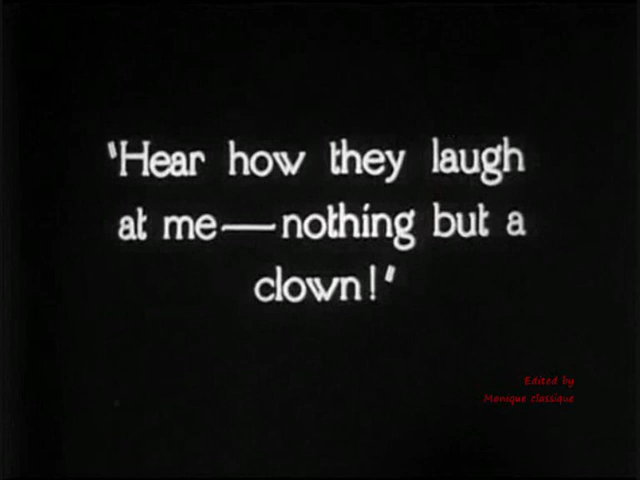 'Hear how they laugh
at me—nothing but a
clown!'
Edited by
Monique classique